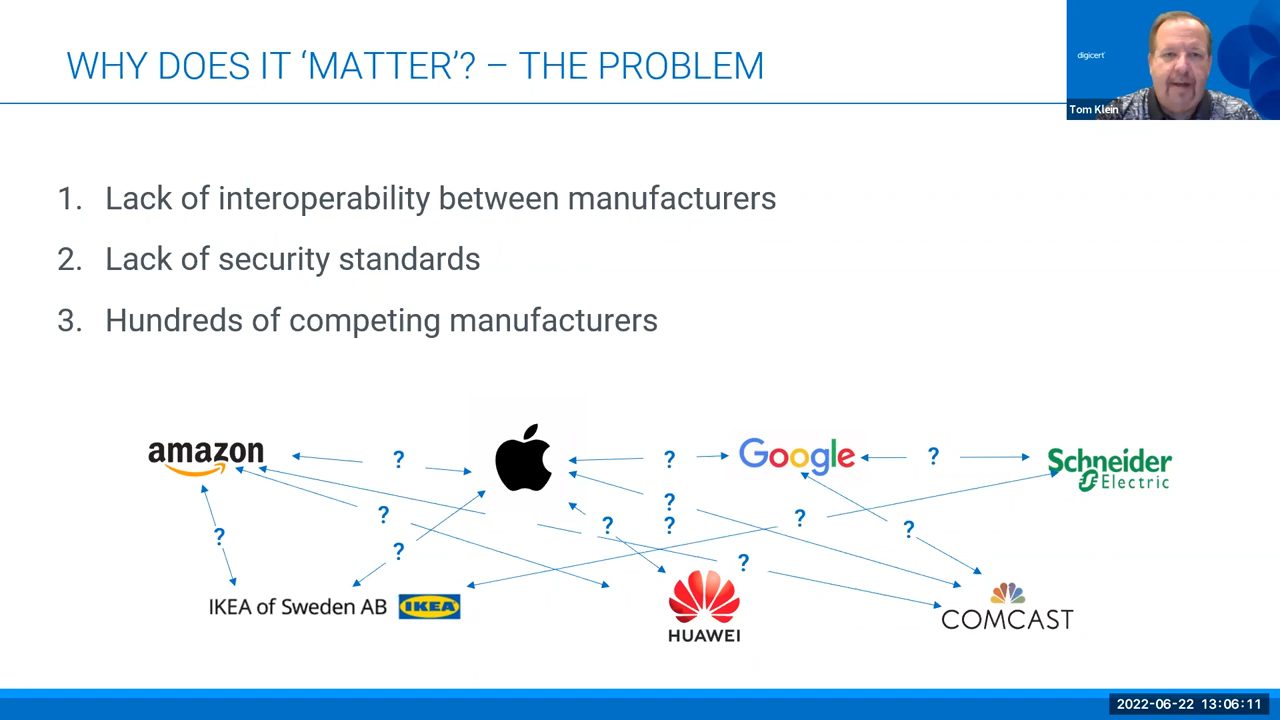 WHY DOES IT ‘MATTER’? – THE PROBLEM
digicert
Tom Klein
1. Lack of interoperability between manufacturers
2. Lack of security standards
3. Hundreds of competing manufacturers
amazon
?
?
Google
?
Schneider
Electric
?
?
?
?
?
?
?
?
?
?
IKEA of Sweden AB IKEA
HUAWEI
COMCAST
2022-06-22 13:06:11